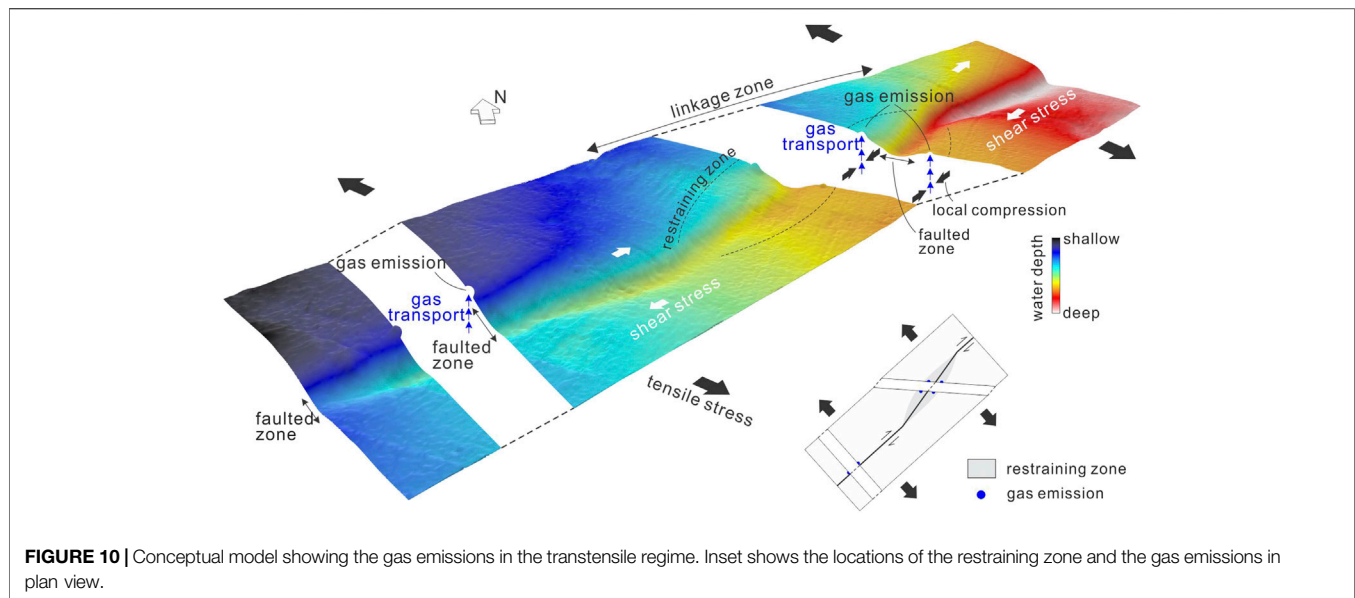 N
linkage zone
gas emission
gas
transport
shear stress
restraining zone
local compression
faulted
zone
water depth
shallow
deep
gas emission
gas
transport
faulted
zone
shear stress
tensile stress
faulted
zone
restraining zone
gas emission
FIGURE 10 | Conceptual model showing the gas emissions in the transtensile regime. Inset shows the locations of the restraining zone and the gas emissions in
plan view.